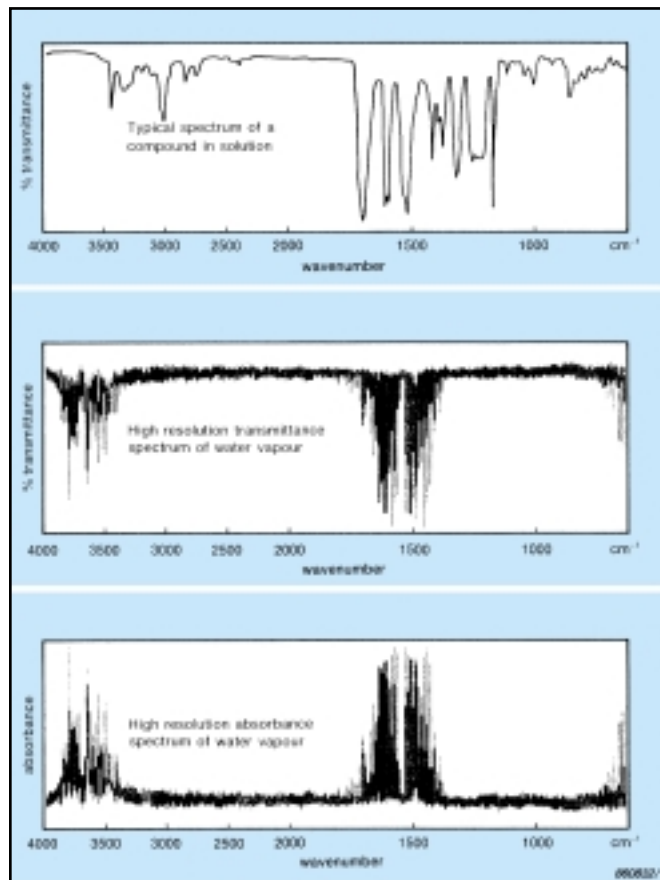 % transmittance
Typical spectrum of a
compound in solution
4000 3500 3000 2500 2000 1500 1000 cm⁻¹
wavenumber
% transmittance
High resolution transmittance
spectrum of water vapour
4000 3500 3000 2500 2000 1500 1000 cm⁻¹
wavenumber
absorbance
High resolution absorbance
spectrum of water vapour
4000 3500 3000 2500 2000 1500 1000 cm⁻¹
wavenumber